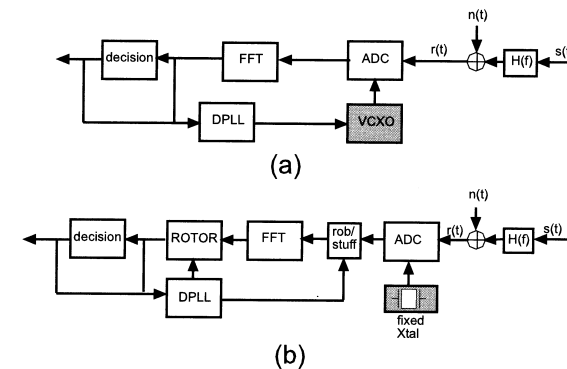 n(t)
decision
FFT
ADC
r(t)
H(f)
s(t
DPLL
VCXO
(a)
n(t)
decision
ROTOR
FFT
rob/
stuff
ADC
r(t)
H(f)
s(t)
DPLL
fixed
Xtal
(b)